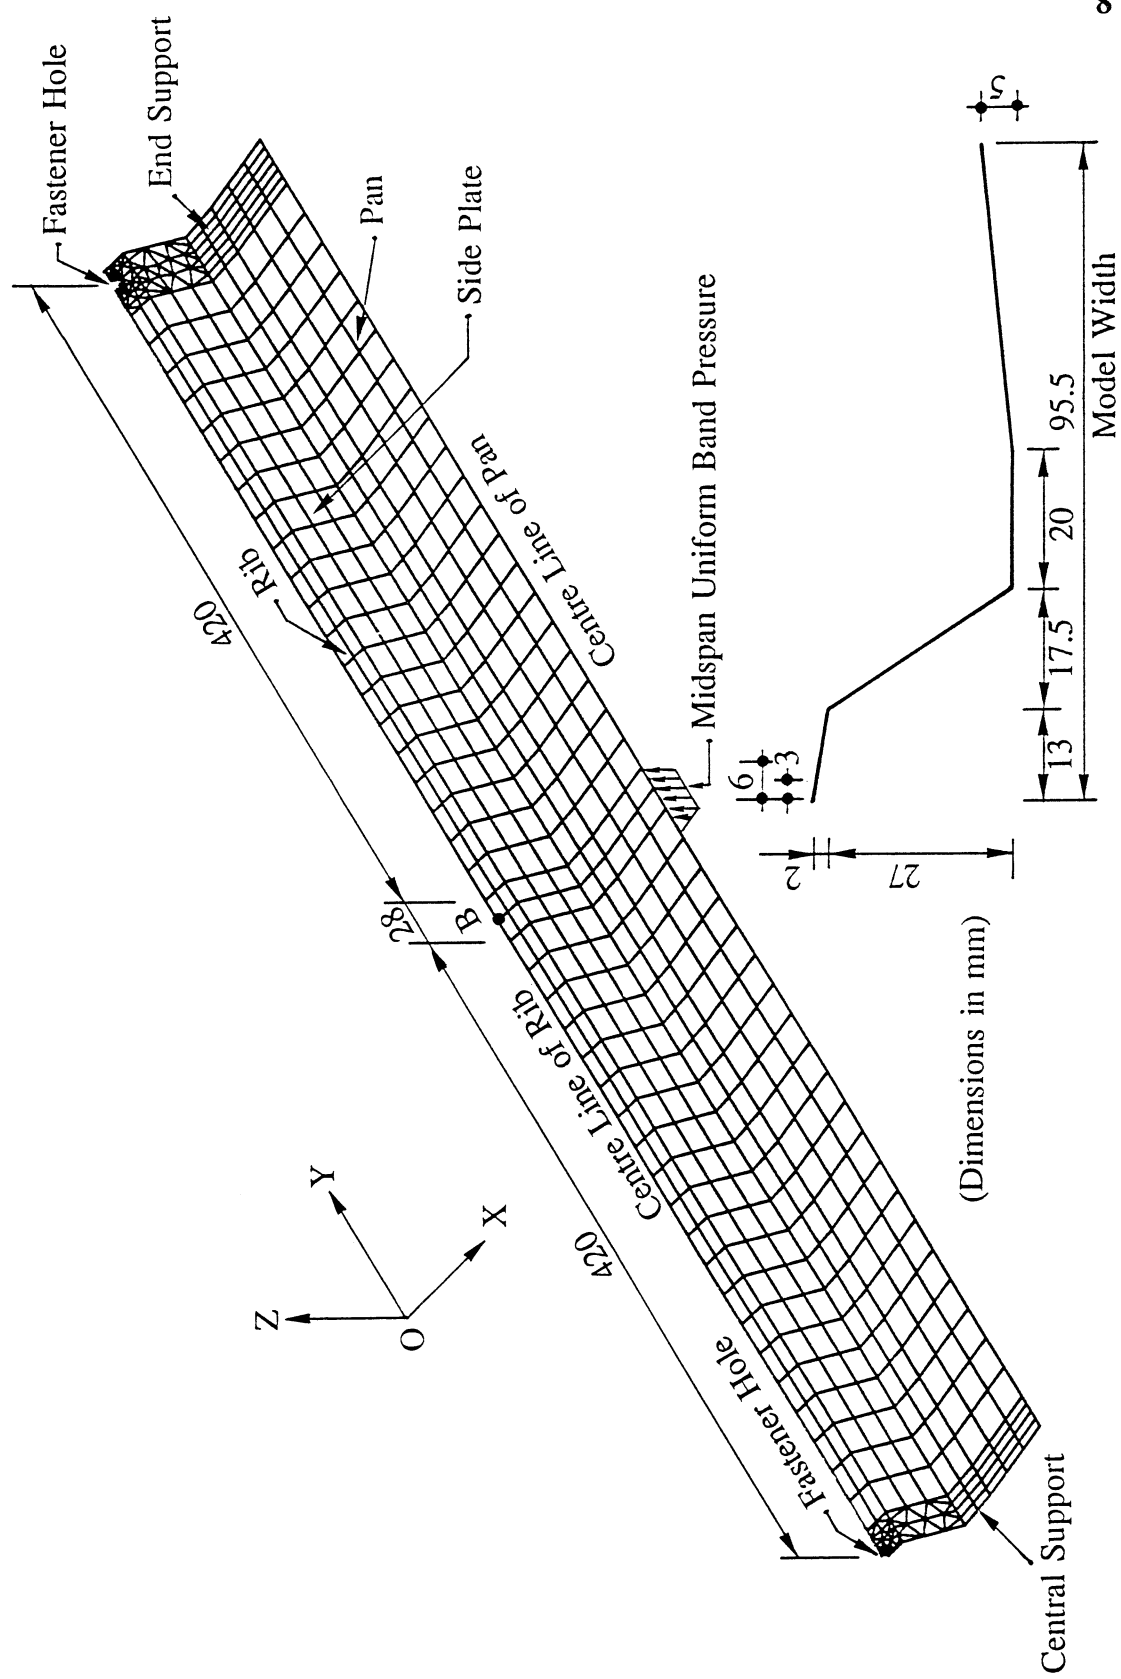 Fastener Hole
End Support
Pan
Side Plate
420
Rib
Centre Line of Pan
Midspan Uniform Band Pressure
28
B
Centre Line of Rib
420
Z
Y
X
O
Fastener Hole
Central Support
(Dimensions in mm)
2
27
6
3
13
17.5
20
95.5
Model Width
5